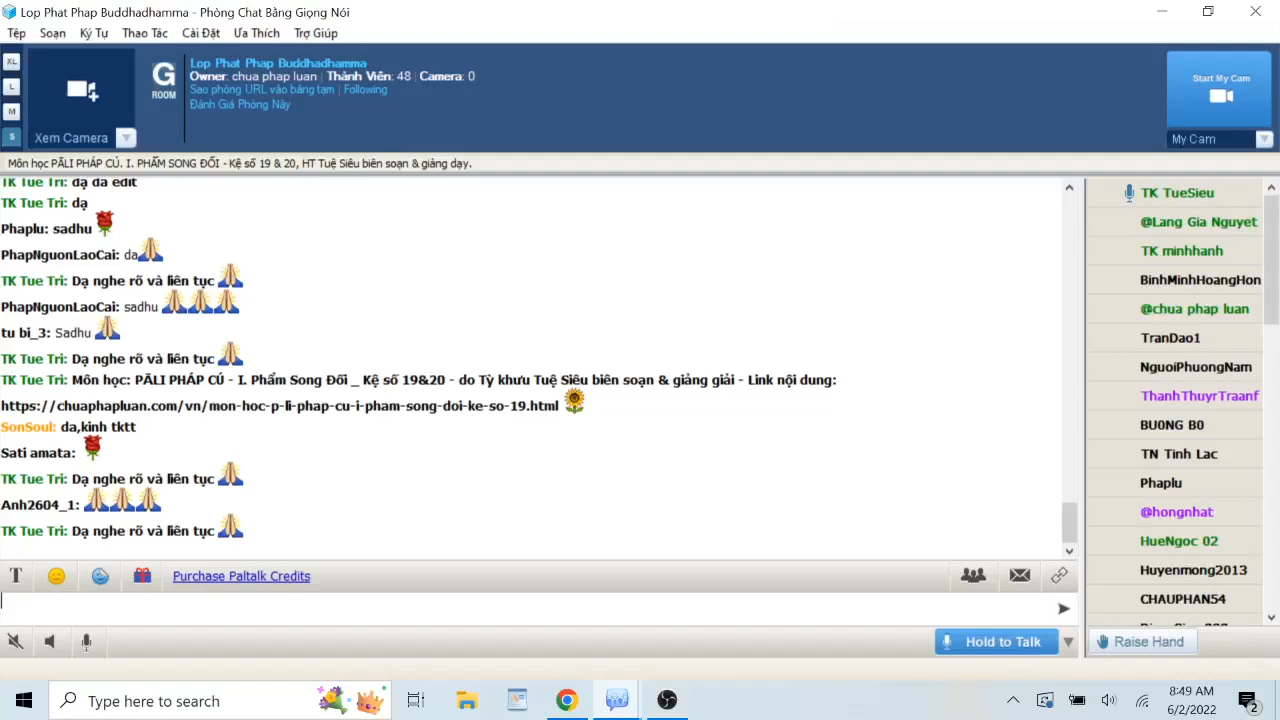 Lop Phat Phap Buddhadhamma - Phòng Chat Bằng Giọng Nói
Tệp Soạn Ký Tự Thao Tác Cài Đặt Ưa Thích Trợ Giúp
XL
L
M
S
Xem Camera
G
ROOM
Lop Phat Phap Buddhadhamma
Owner: chua phap luan | Thành Viên: 48 | Camera: 0
Sao phòng URL vào bảng tạm | Following
Đánh Giá Phòng Này
Start My Cam
My Cam
Môn học PĀLI PHÁP CÚ. I. PHẨM SONG ĐỐI - Kệ số 19 & 20, HT Tuệ Siêu biên soạn & giảng dạy.
TK Tue Tri: dạ da edit
TK Tue Tri: dạ
Phaplu: sadhu
PhapNguonLaoCai: da
TK Tue Tri: Dạ nghe rõ và liên tục
PhapNguonLaoCai: sadhu
tu bi_3: Sadhu
TK Tue Tri: Dạ nghe rõ và liên tục
TK Tue Tri: Môn học: PĀLI PHÁP CÚ - I. Phẩm Song Đối _ Kệ số 19&20 - do Tỳ khưu Tuệ Siêu biên soạn & giảng giải - Link nội dung:
https://chuaphapluan.com/vn/mon-hoc-p-li-phap-cu-i-pham-song-doi-ke-so-19.html
SonSoul: da,kinh tktt
Sati amata:
TK Tue Tri: Dạ nghe rõ và liên tục
Anh2604_1:
TK Tue Tri: Dạ nghe rõ và liên tục
TK TueSieu
@Lang Gia Nguyet
TK minhhanh
BinhMinhHoangHon
@chua phap luan
TranDao1
NguoiPhuongNam
ThanhThuyrTraanf
BU0NG B0
TN Tinh Lac
Phaplu
@hongnhat
HueNgoc 02
Huyenmong2013
CHAUPHAN54
T
Purchase Paltalk Credits
Hold to Talk
Raise Hand
Type here to search
8:49 AM
6/2/2022
2